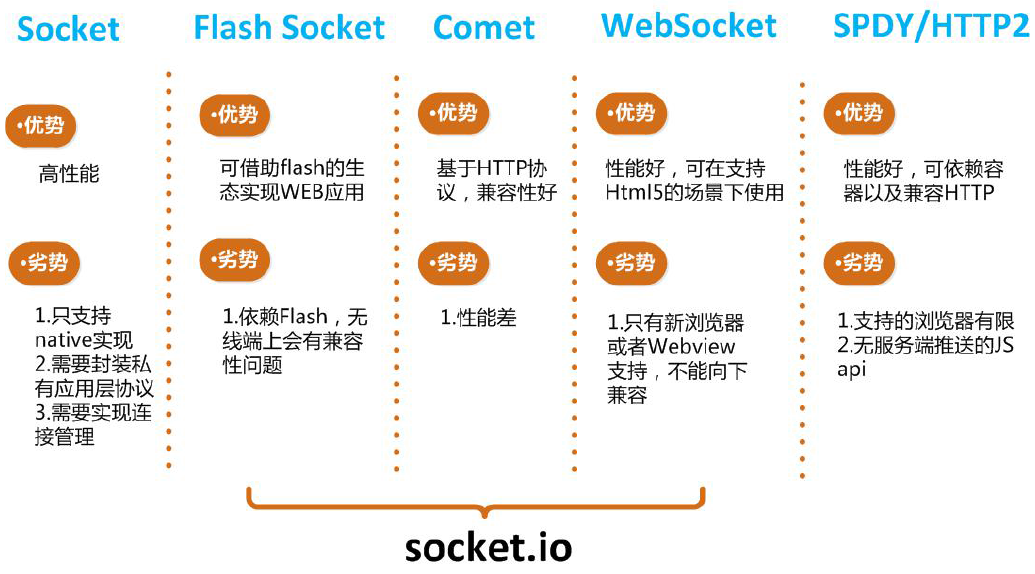 Socket
•优势
高性能
•劣势
1.只支持
native实现
2.需要封装私
有应用层协议
3.需要实现连
接管理
Flash Socket
•优势
可借助flash的生
态实现WEB应用
•劣势
1.依赖Flash，无
线端上会有兼容
性问题
Comet
•优势
基于HTTP协
议，兼容性好
•劣势
1.性能差
WebSocket
•优势
性能好，可在支持
Html5的场景下使用
•劣势
1.只有新浏览器
或者Webview
支持，不能向下
兼容
SPDY/HTTP2
•优势
性能好，可依赖容
器以及兼容HTTP
•劣势
1.支持的浏览器有限
2.无服务端推送的JS
api
socket.io